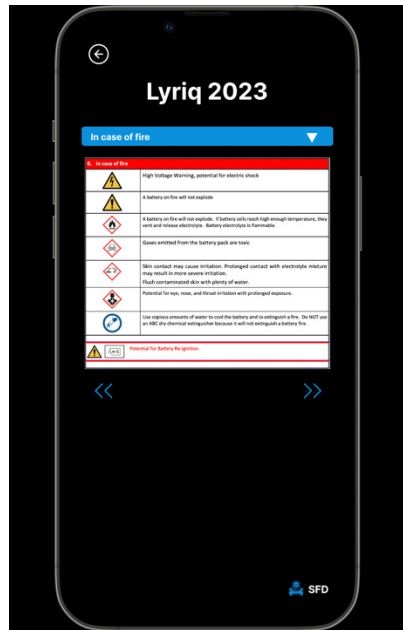 Lyriq 2023
In case of fire
6. In case of fire
High Voltage Warning, potential for electric shock
A battery on fire will not explode
A battery on fire will not explode. If battery cells reach high enough temperature, they
vent and release electrolyte. Battery electrolyte is flammable.
Gases emitted from the battery pack are toxic
Skin contact may cause irritation. Prolonged contact with electrolyte mixture
may result in more severe irritation.
Flush contaminated skin with plenty of water.
Potential for eye, nose, and throat irritation with prolonged exposure.
Use copious amounts of water to cool the battery and to extinguish a fire. Do NOT use
an ABC dry chemical extinguisher because it will not extinguish a battery fire.
Potential for Battery Re-ignition.
SFD